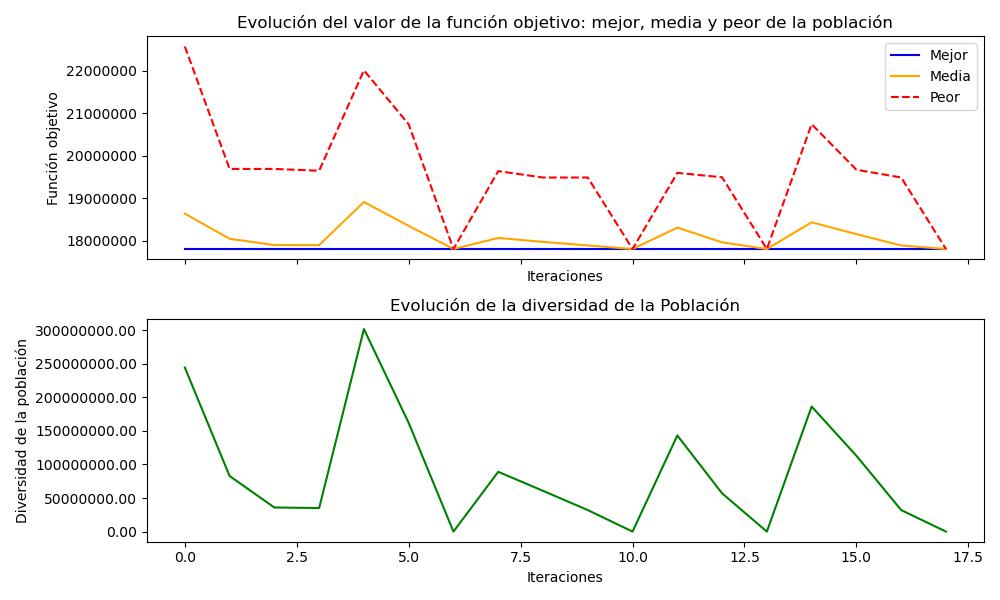 Evolución del valor de la función objetivo: mejor, media y peor de la población
Función objetivo
22000000
21000000
20000000
19000000
18000000
Mejor
Media
Peor
Iteraciones
Evolución de la diversidad de la Población
Diversidad de la población
300000000.00
250000000.00
200000000.00
150000000.00
100000000.00
50000000.00
0.00
0.0 2.5 5.0 7.5 10.0 12.5 15.0 17.5
Iteraciones